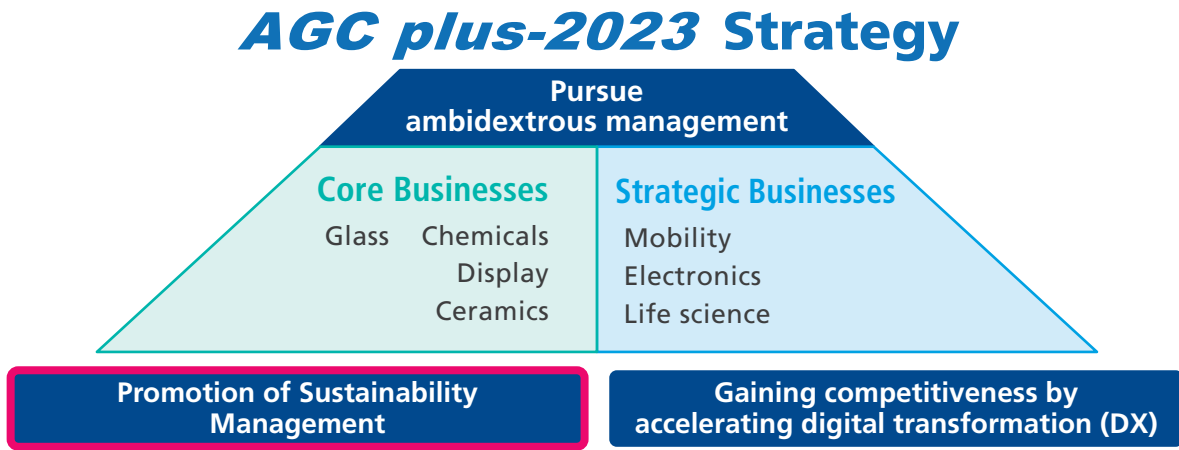 AGC plus-2023 Strategy
Pursue
ambidextrous management
Core Businesses
Glass Chemicals
Display
Ceramics
Strategic Businesses
Mobility
Electronics
Life science
Promotion of Sustainability
Management
Gaining competitiveness by
accelerating digital transformation (DX)